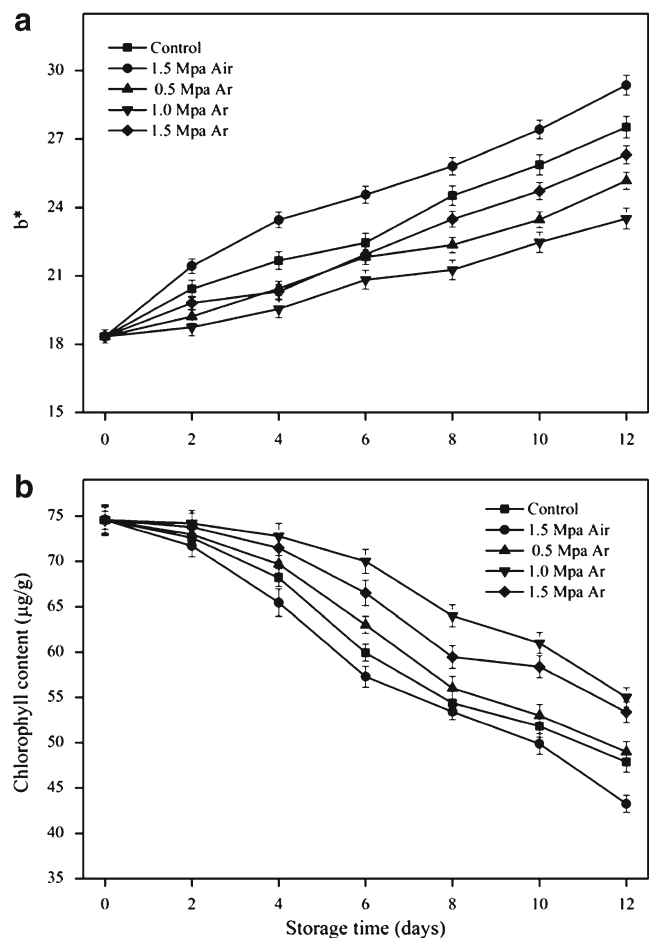 a
Control
1.5 Mpa Air
0.5 Mpa Ar
1.0 Mpa Ar
1.5 Mpa Ar
30
27
24
21
18
15
b*
0 2 4 6 8 10 12
b
Control
1.5 Mpa Air
0.5 Mpa Ar
1.0 Mpa Ar
1.5 Mpa Ar
75
70
65
60
55
50
45
40
35
Chlorophyll content (µg/g)
0 2 4 6 8 10 12
Storage time (days)